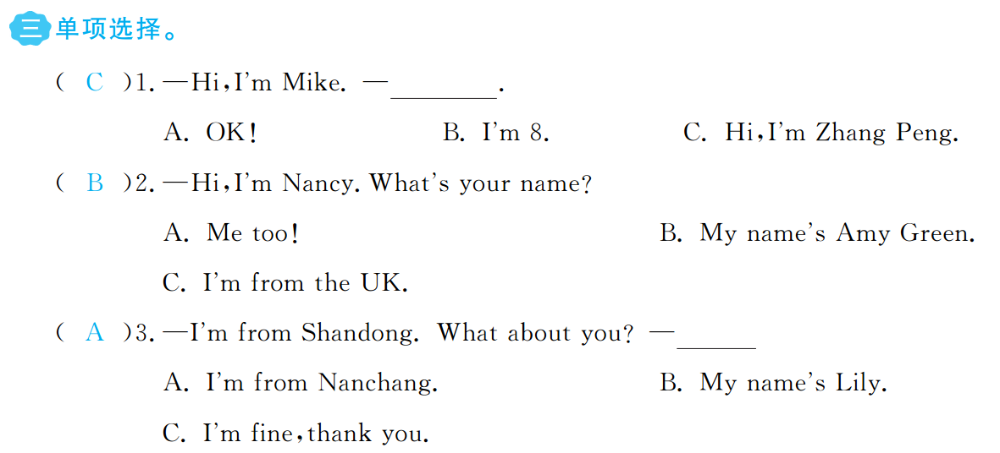 三 单项选择。
( C )1. —Hi,I'm Mike. —________.
A. OK! B. I'm 8. C. Hi,I'm Zhang Peng.
( B )2. —Hi,I'm Nancy. What's your name?
A. Me too! B. My name's Amy Green.
C. I'm from the UK.
( A )3. —I'm from Shandong. What about you? —______
A. I'm from Nanchang. B. My name's Lily.
C. I'm fine,thank you.